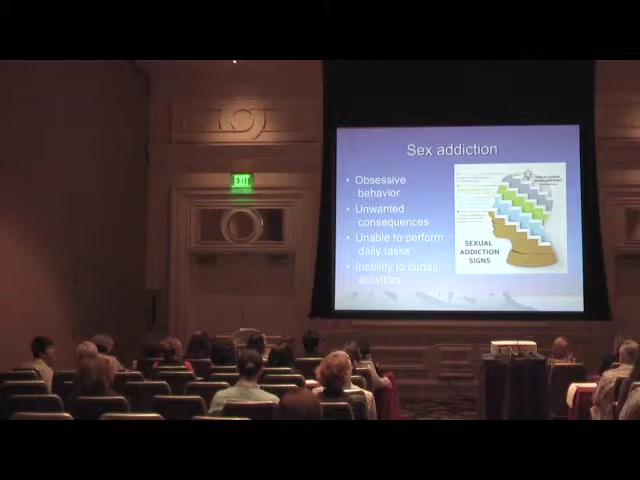 EXIT
Sex addiction
• Obsessive
behavior
• Unwanted
consequences
• Unable to perform
daily tasks
• Inability to curtail
activities
SEXUAL
ADDICTION
SIGNS